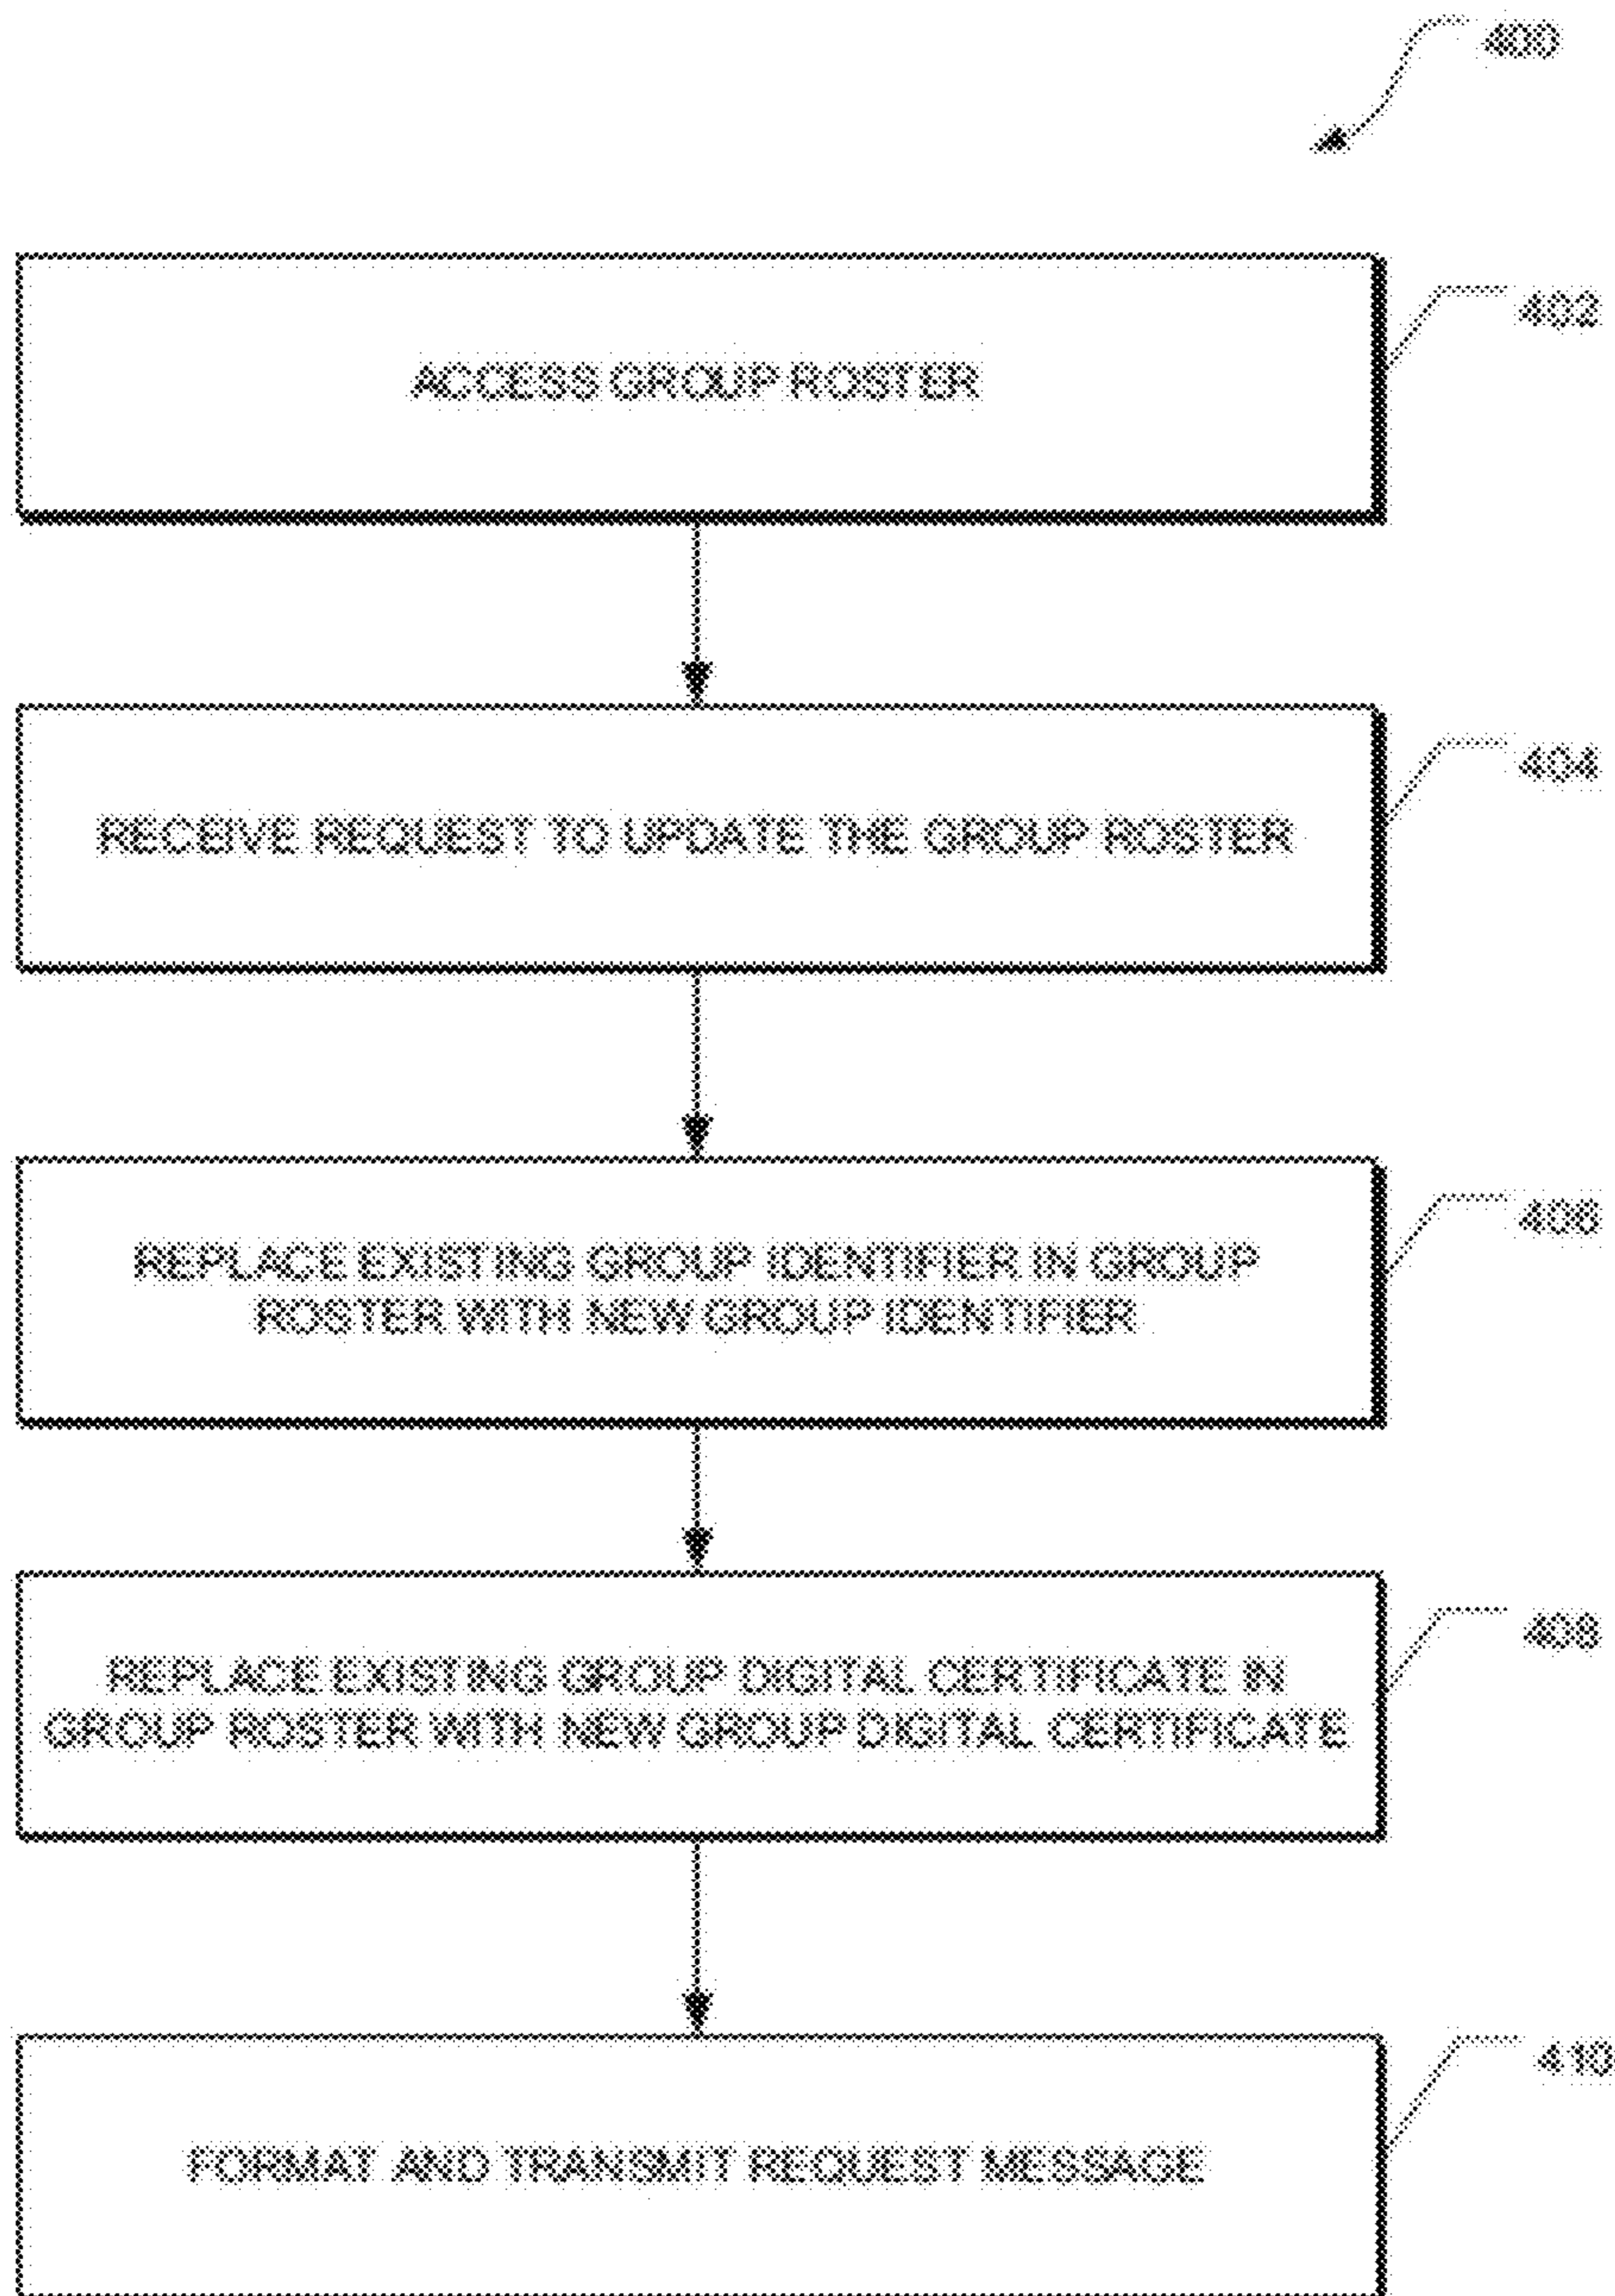 400
ACCESS GROUP ROSTER
402
RECEIVE REQUEST TO UPDATE THE GROUP ROSTER
404
REPLACE EXISTING GROUP IDENTIFIER IN GROUP
ROSTER WITH NEW GROUP IDENTIFIER
406
REPLACE EXISTING GROUP DIGITAL CERTIFICATE IN
GROUP ROSTER WITH NEW GROUP DIGITAL CERTIFICATE
408
FORMAT AND TRANSMIT REQUEST MESSAGE
410